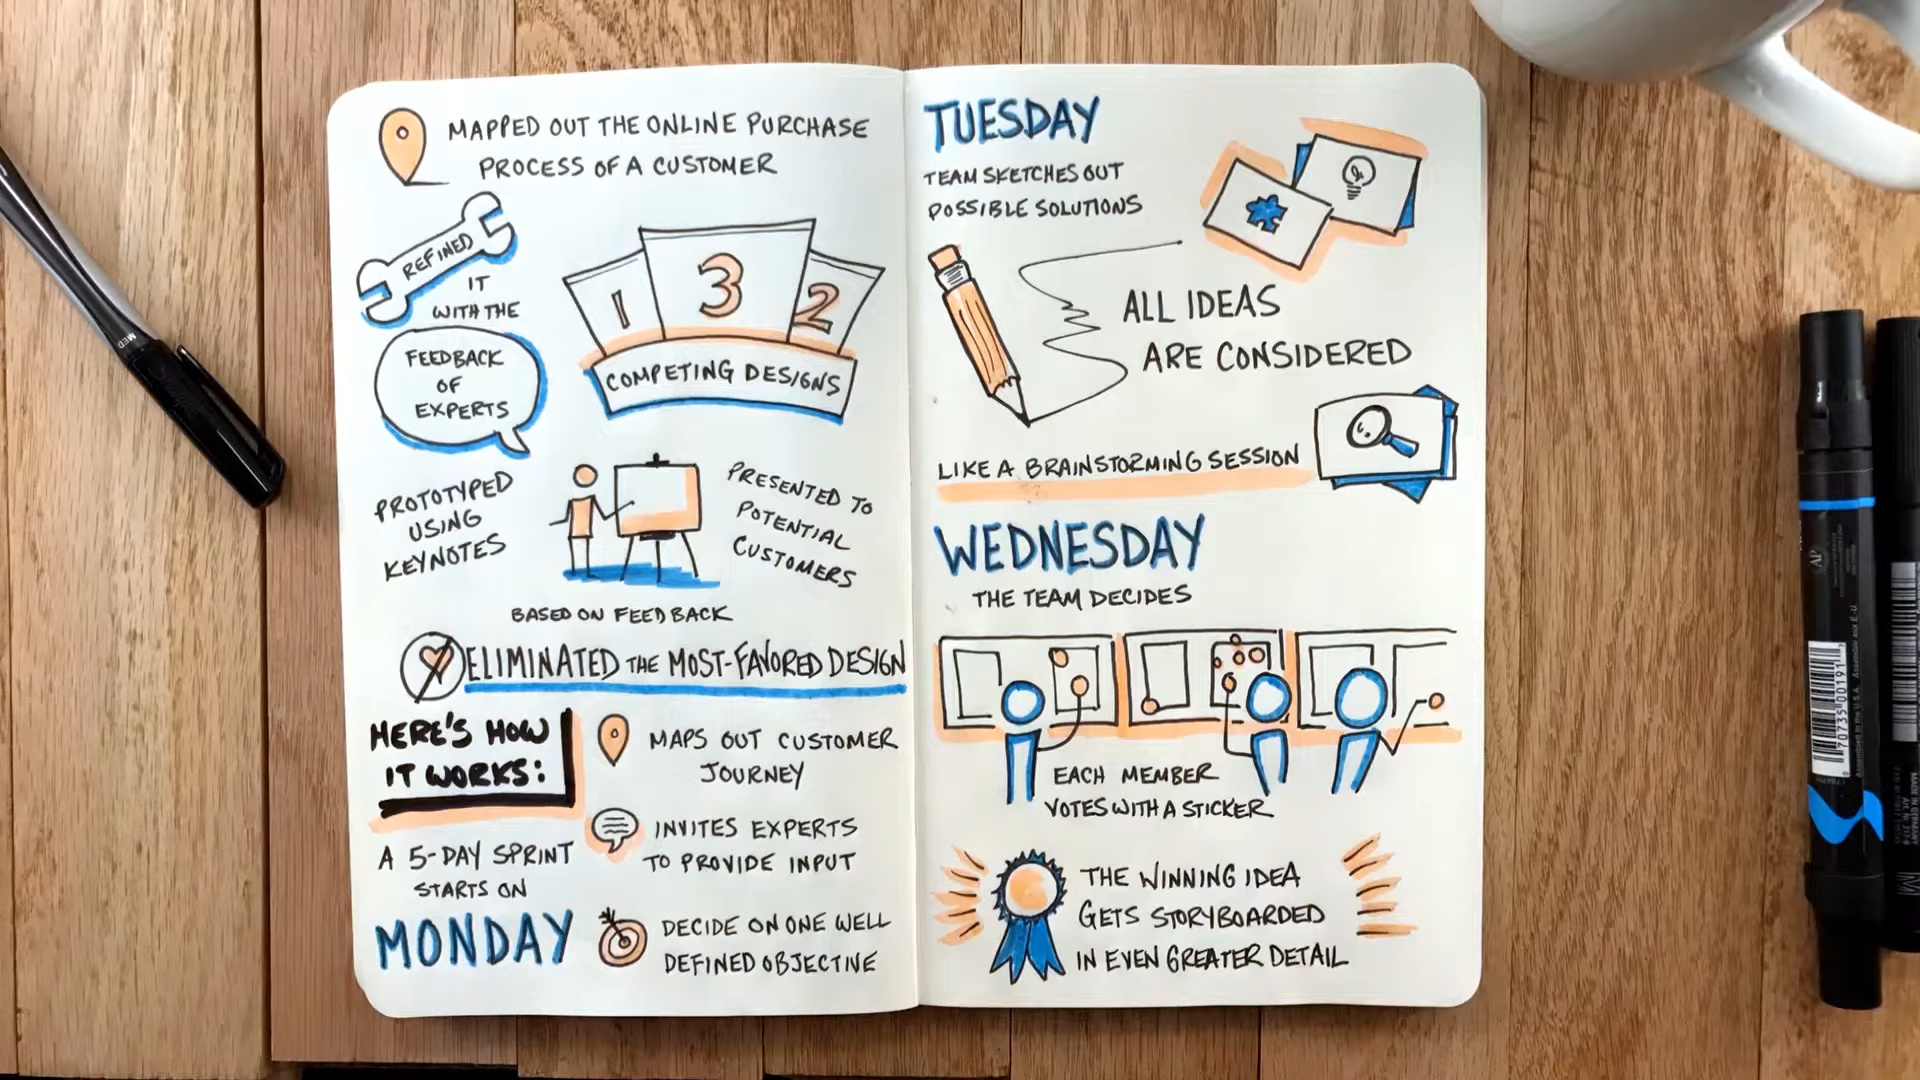 MAPPED OUT THE ONLINE PURCHASE
PROCESS OF A CUSTOMER
REFINED
IT
WITH THE
FEEDBACK
OF
EXPERTS
1 3 2
COMPETING DESIGNS
PROTOTYPED
USING
KEYNOTES
PRESENTED TO
POTENTIAL
CUSTOMERS
BASED ON FEEDBACK
ELIMINATED THE MOST-FAVORED DESIGN
HERE'S HOW
IT WORKS:
A 5-DAY SPRINT
STARTS ON
MONDAY
MAPS OUT CUSTOMER
JOURNEY
INVITES EXPERTS
TO PROVIDE INPUT
DECIDE ON ONE WELL
DEFINED OBJECTIVE
TUESDAY
TEAM SKETCHES OUT
POSSIBLE SOLUTIONS
ALL IDEAS
ARE CONSIDERED
LIKE A BRAINSTORMING SESSION
WEDNESDAY
THE TEAM DECIDES
EACH MEMBER
VOTES WITH A STICKER
THE WINNING IDEA
GETS STORYBOARDED
IN EVEN GREATER DETAIL
MED
AP